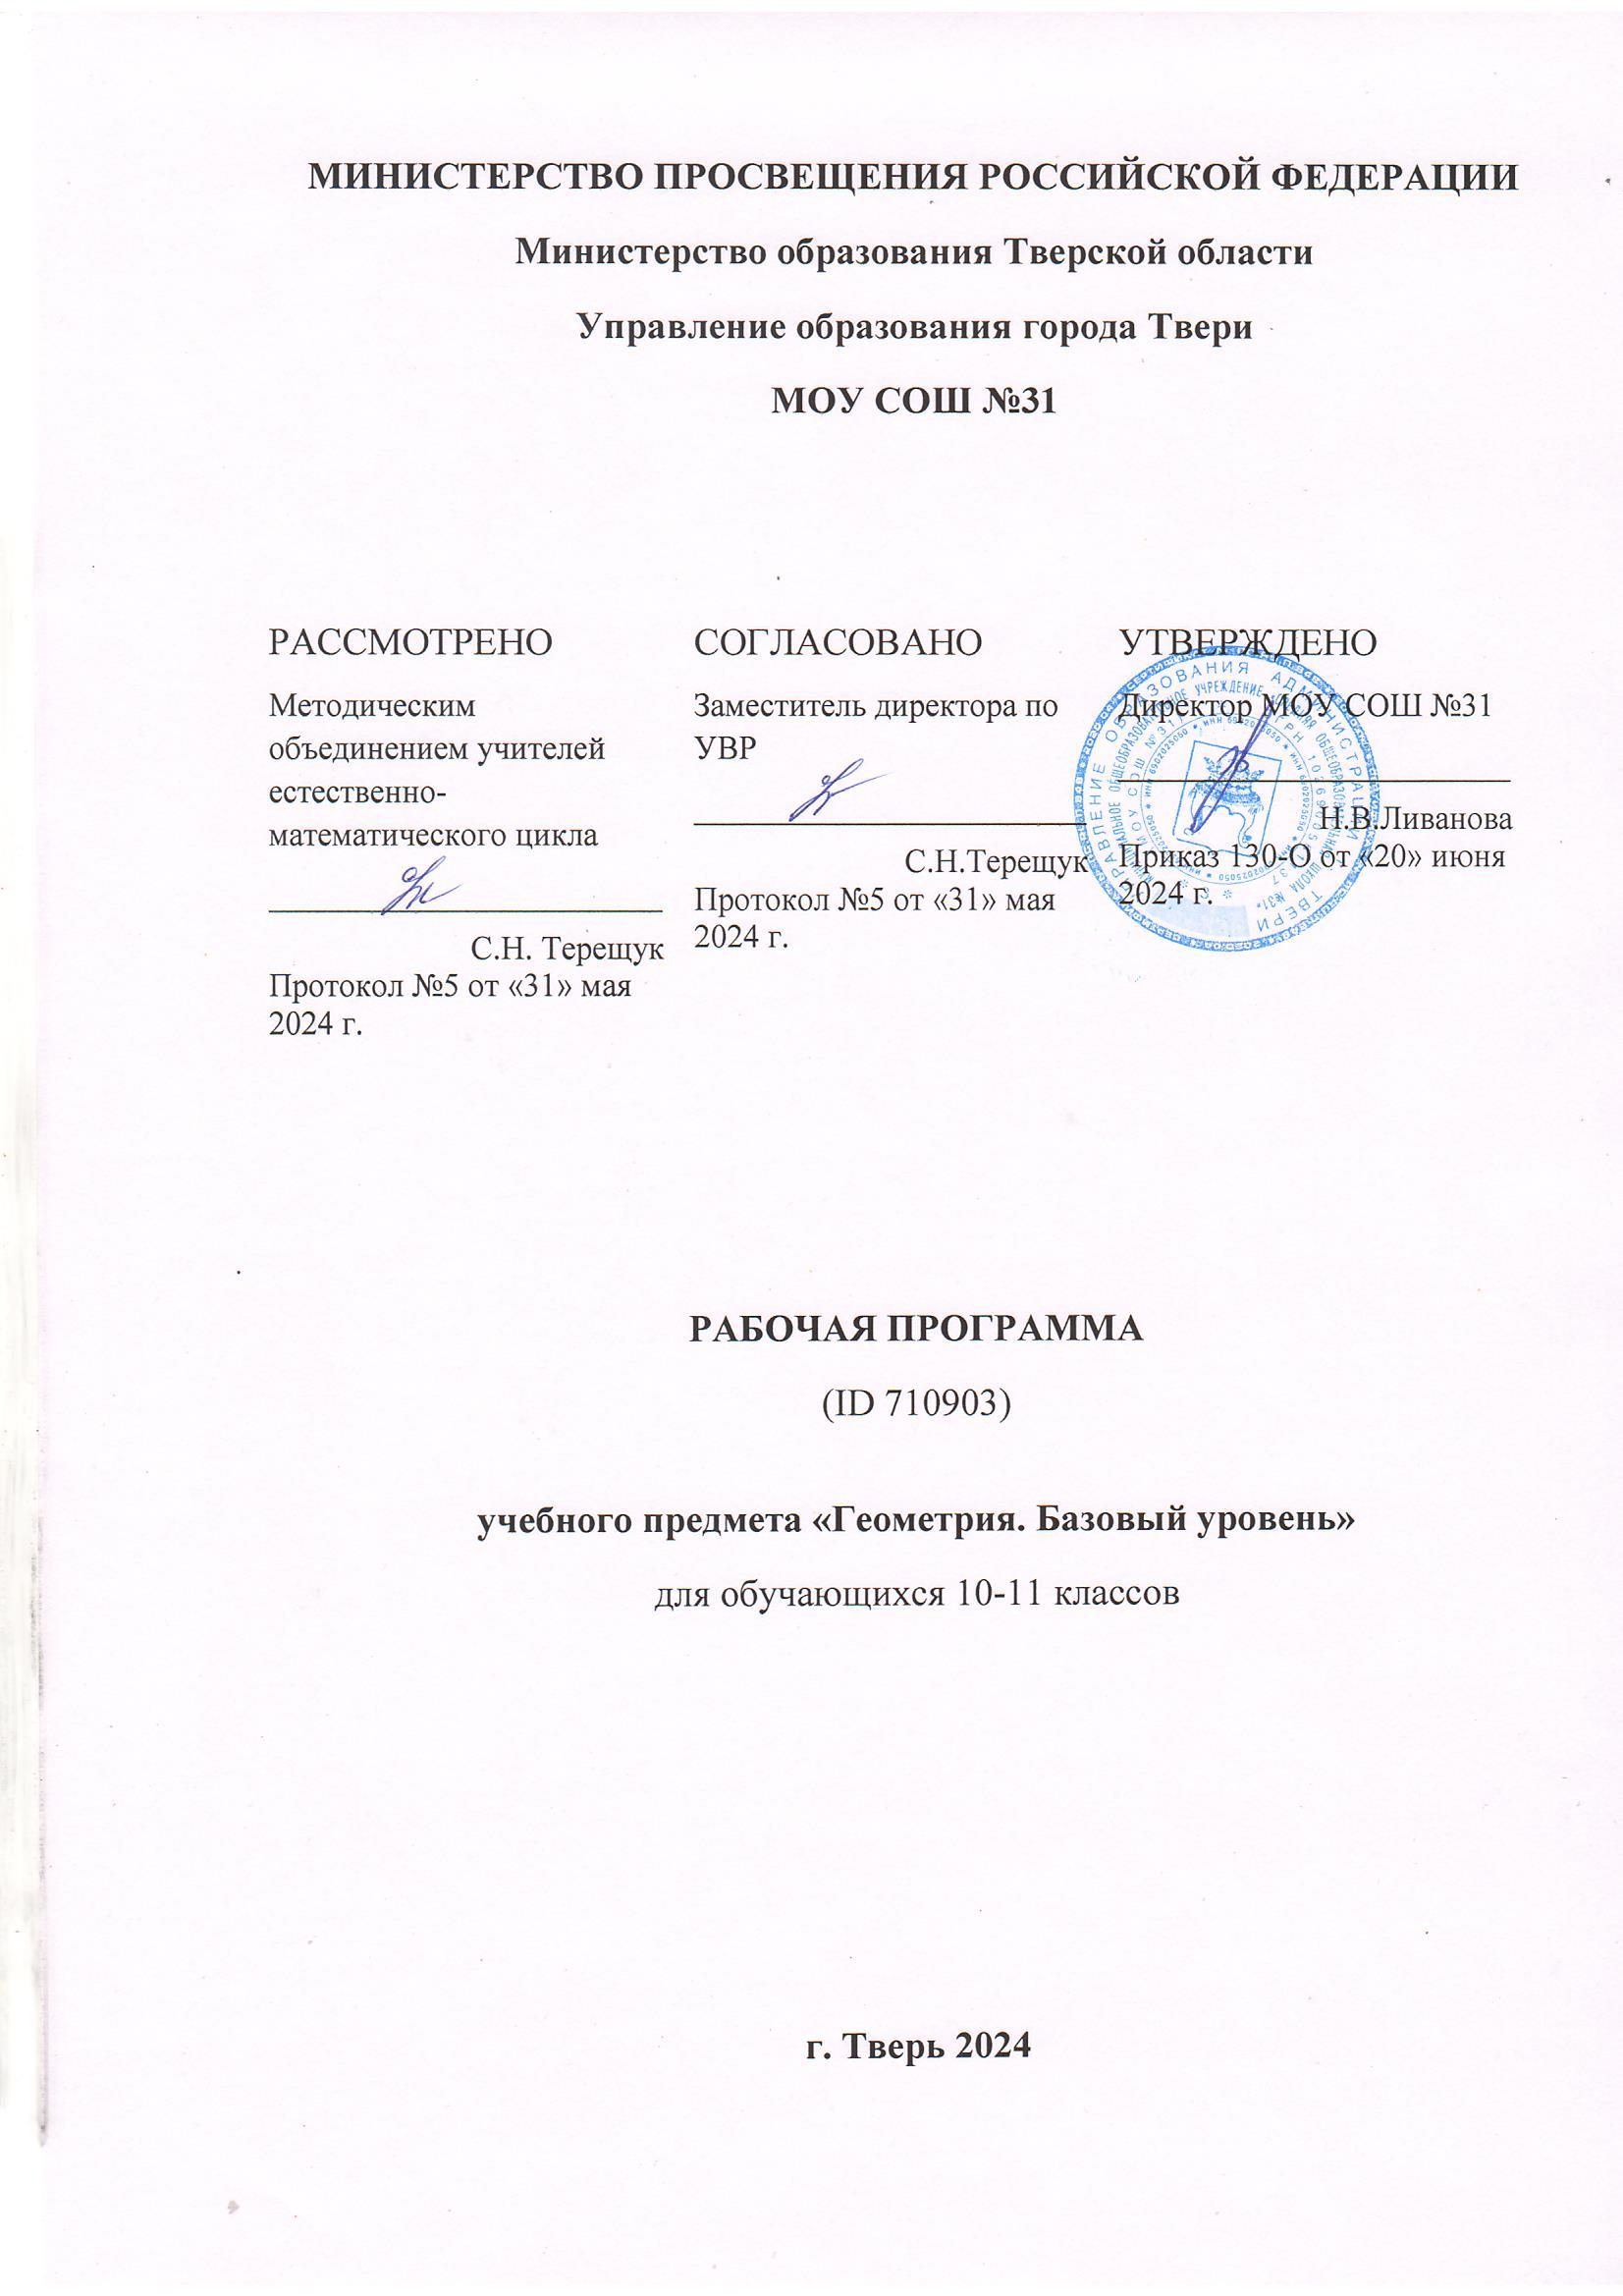 МИНИСТЕРСТВО ПРОСВЕЩЕНИЯ РОССИЙСКОЙ ФЕДЕРАЦИИ
Министерство образования Тверской области
Управление образования города Твери
МОУ СОШ №31
РАССМОТРЕНО
Методическим
объединением учителей
естественно-
математического цикла
С.Н. Терещук
Протокол №5 от «31» мая
2024 г.
СОГЛАСОВАНО
Заместитель директора по
УВР
С.Н.Терещук
Протокол №5 от «31» мая
2024 г.
УТВЕРЖДЕНО
Директор МОУ СОШ №31
Н.В.Ливанова
Приказ 130-О от «20» июня
2024 г.
РАБОЧАЯ ПРОГРАММА
(ID 710903)
учебного предмета «Геометрия. Базовый уровень»
для обучающихся 10-11 классов
г. Тверь 2024